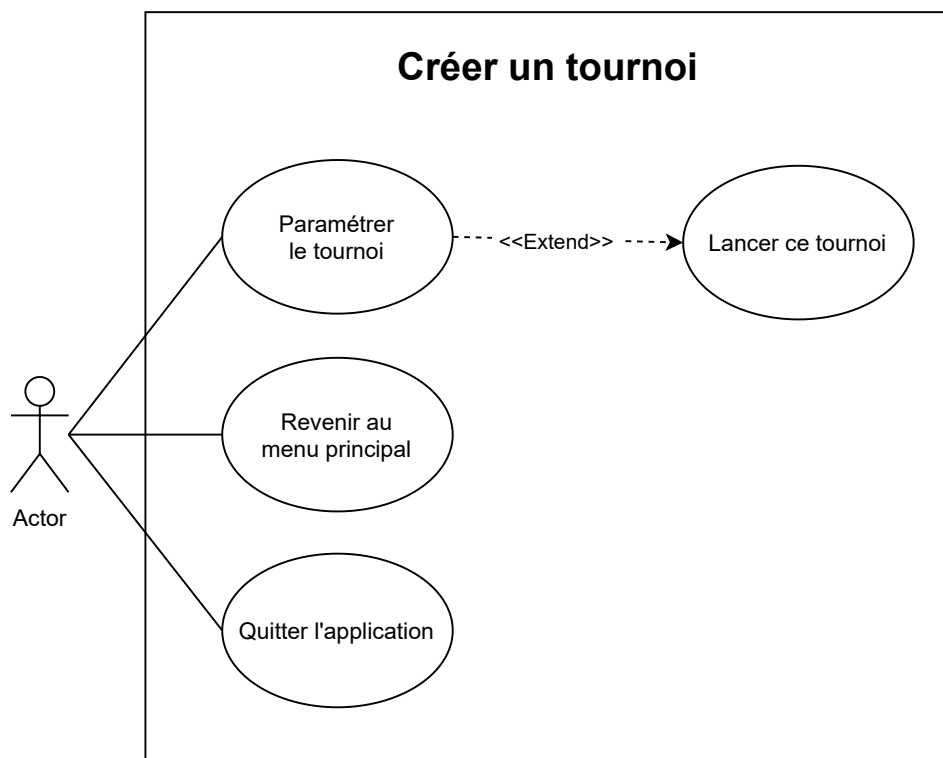 Créer un tournoi
Paramétrer
le tournoi
<<Extend>>
Lancer ce tournoi
Revenir au
menu principal
Actor
Quitter l'application